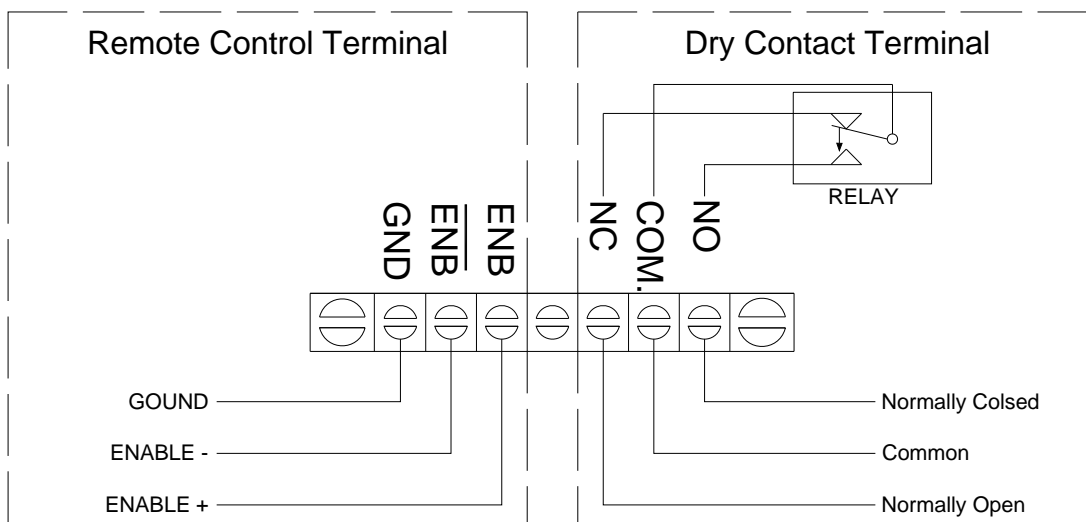 Remote Control Terminal
Dry Contact Terminal
RELAY
GND
ENB
ENB
NC
COM.
NO
GOUND
ENABLE -
ENABLE +
Normally Colsed
Common
Normally Open